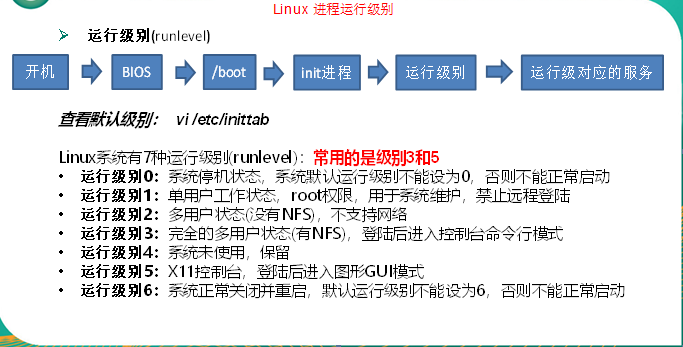 Linux 进程运行级别
➢ 运行级别(runlevel)
开机 BIOS /boot init进程 运行级别 运行级对应的服务
查看默认级别： vi /etc/inittab
Linux系统有7种运行级别(runlevel)：常用的是级别3和5
• 运行级别0：系统停机状态，系统默认运行级别不能设为0，否则不能正常启动
• 运行级别1：单用户工作状态，root权限，用于系统维护，禁止远程登陆
• 运行级别2：多用户状态(没有NFS)，不支持网络
• 运行级别3：完全的多用户状态(有NFS)，登陆后进入控制台命令行模式
• 运行级别4：系统未使用，保留
• 运行级别5：X11控制台，登陆后进入图形GUI模式
• 运行级别6：系统正常关闭并重启，默认运行级别不能设为6，否则不能正常启动